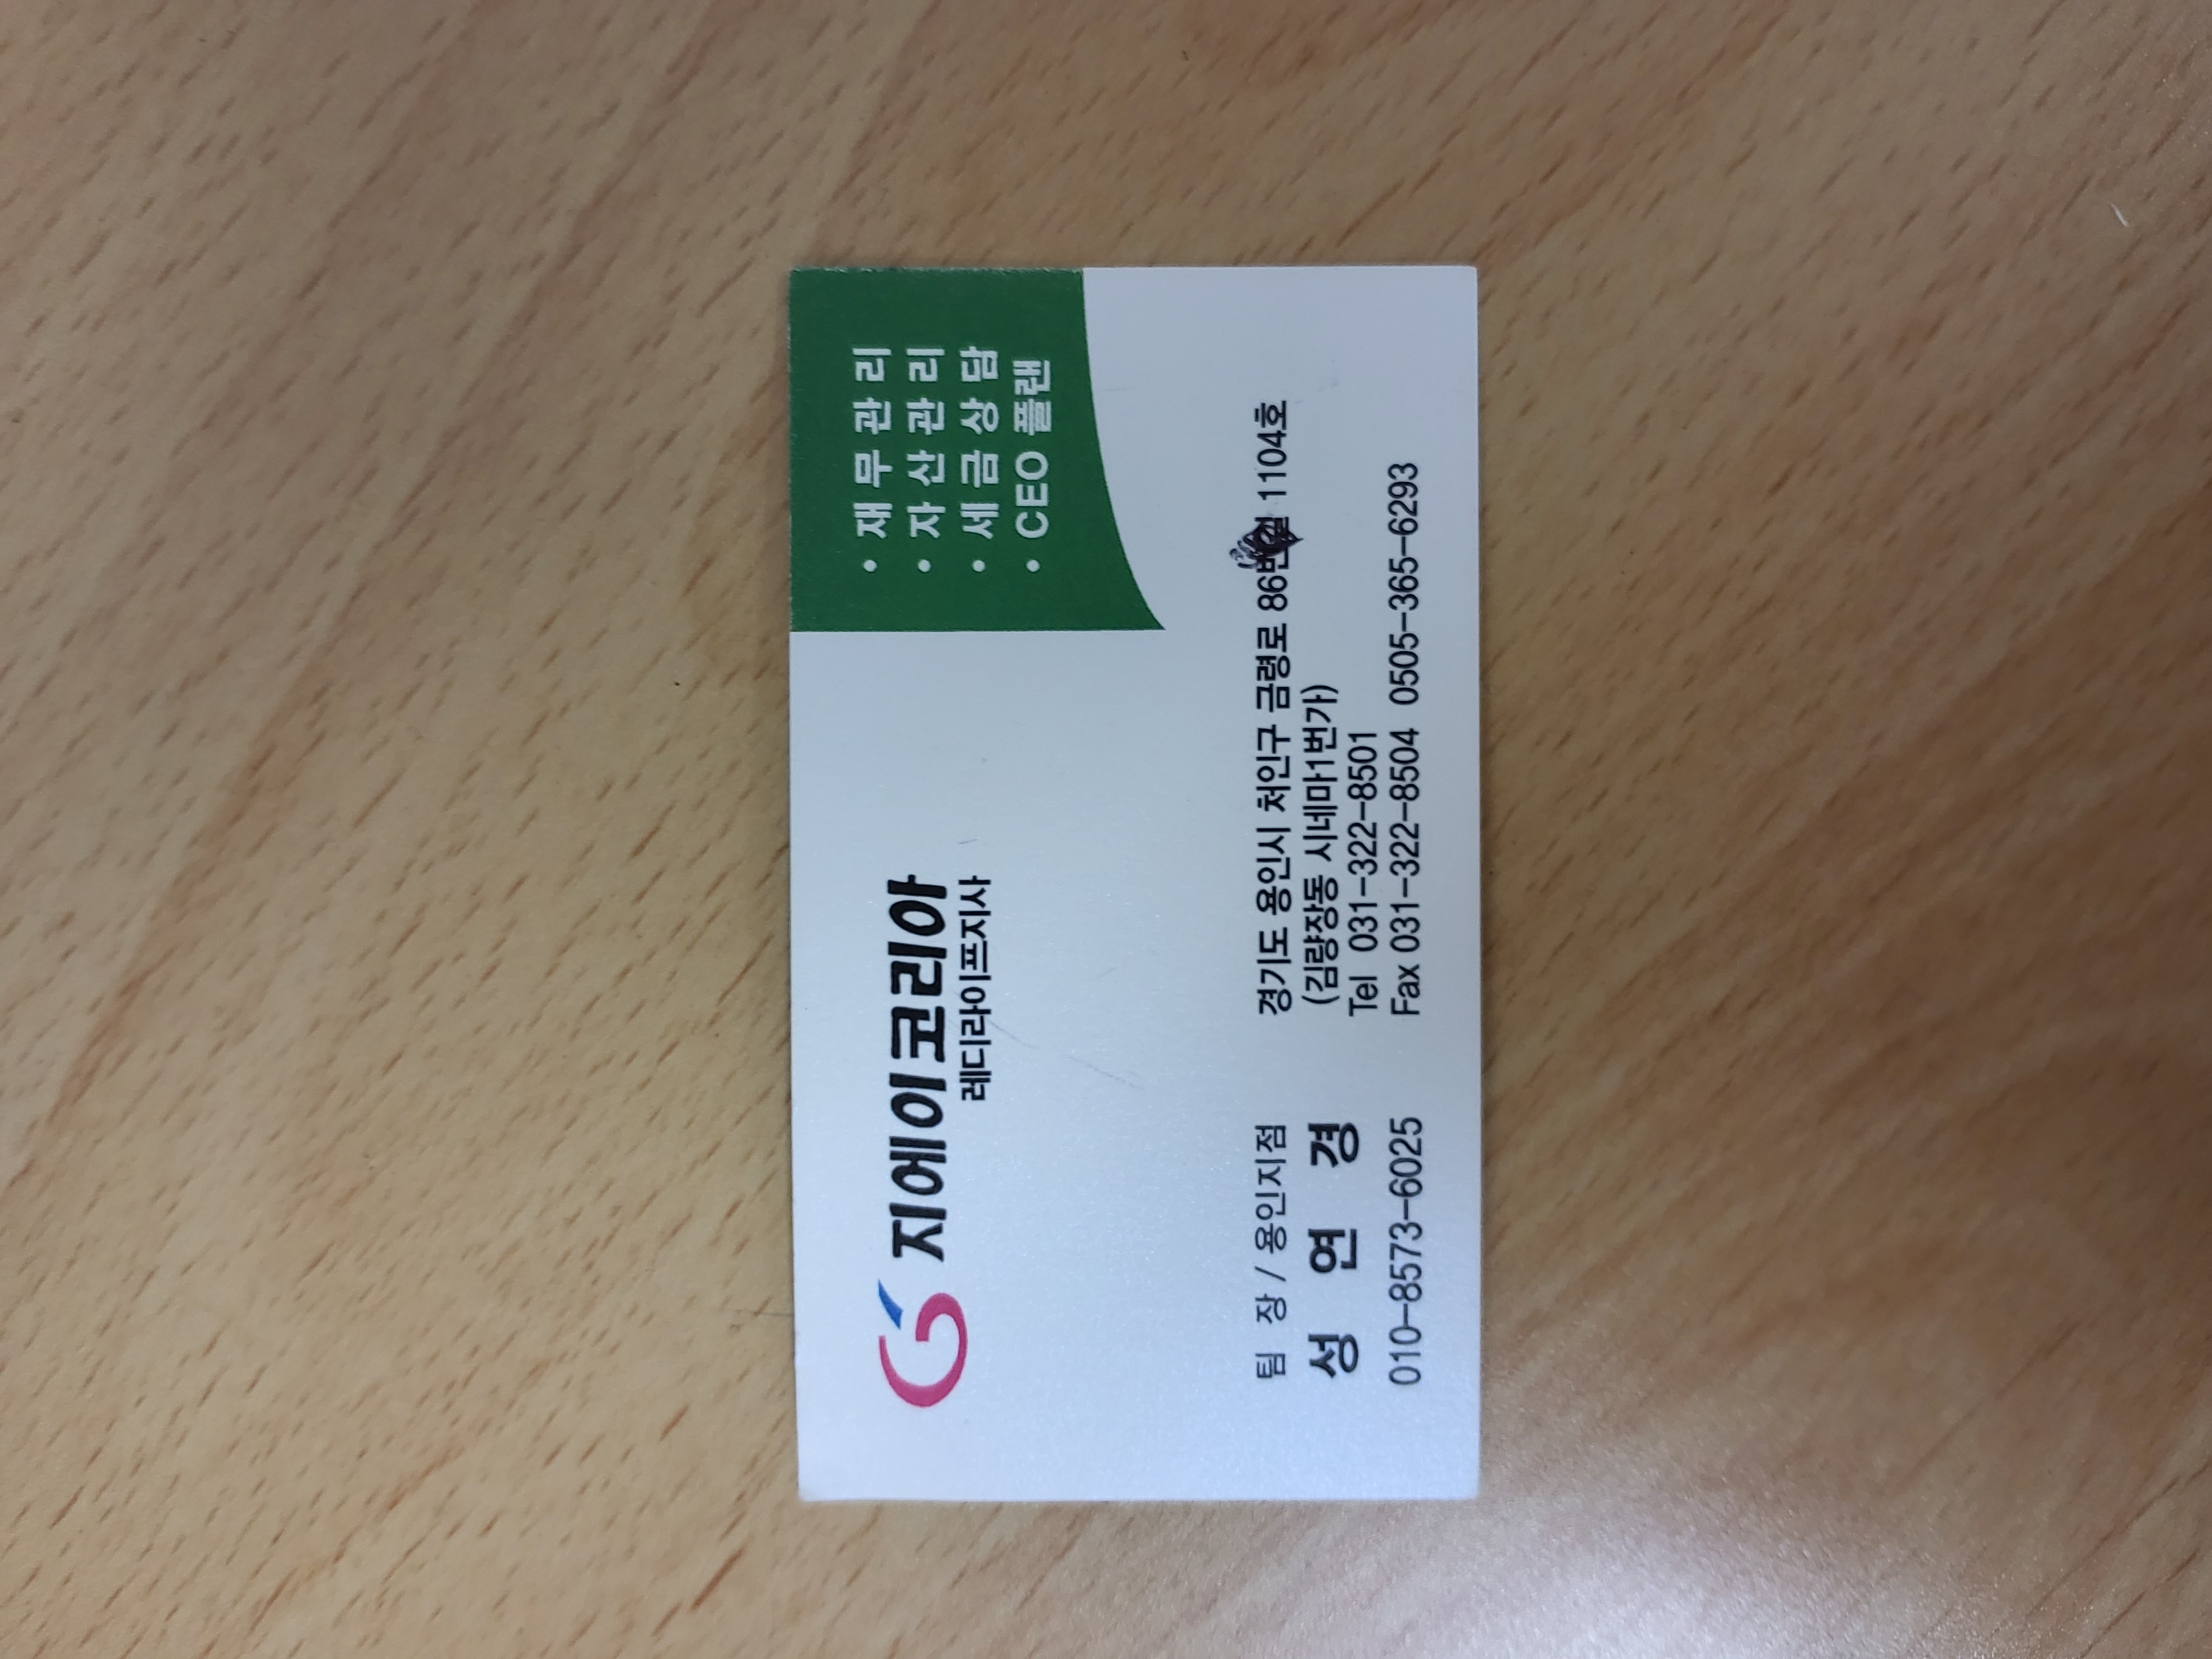 지에이코리아
레디라이프지사
• 재무관리
• 자산관리
• 세금상담
• CEO 플랜
팀 장 / 용인지점
성 연 경
010-8573-6025
경기도 용인시 처인구 금령로 86번길 1104호
(김량장동 시네마1번가)
Tel 031-322-8501
Fax 031-322-8504 0505-365-6293